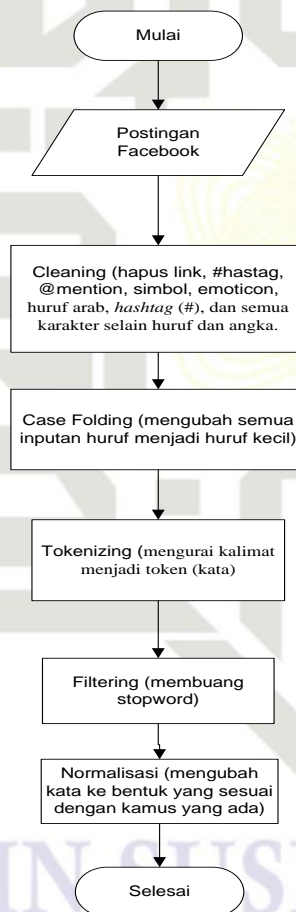 Mulai
Postingan
Facebook
Cleaning (hapus link, #hastag,
@mention, simbol, emoticon,
huruf arab, hashtag (#), dan semua
karakter selain huruf dan angka.
Case Folding (mengubah semua
inputan huruf menjadi huruf kecil)
Tokenizing (mengurai kalimat
menjadi token (kata)
Filtering (membuang
stopword)
Normalisasi (mengubah
kata ke bentuk yang sesuai
dengan kamus yang ada)
Selesai